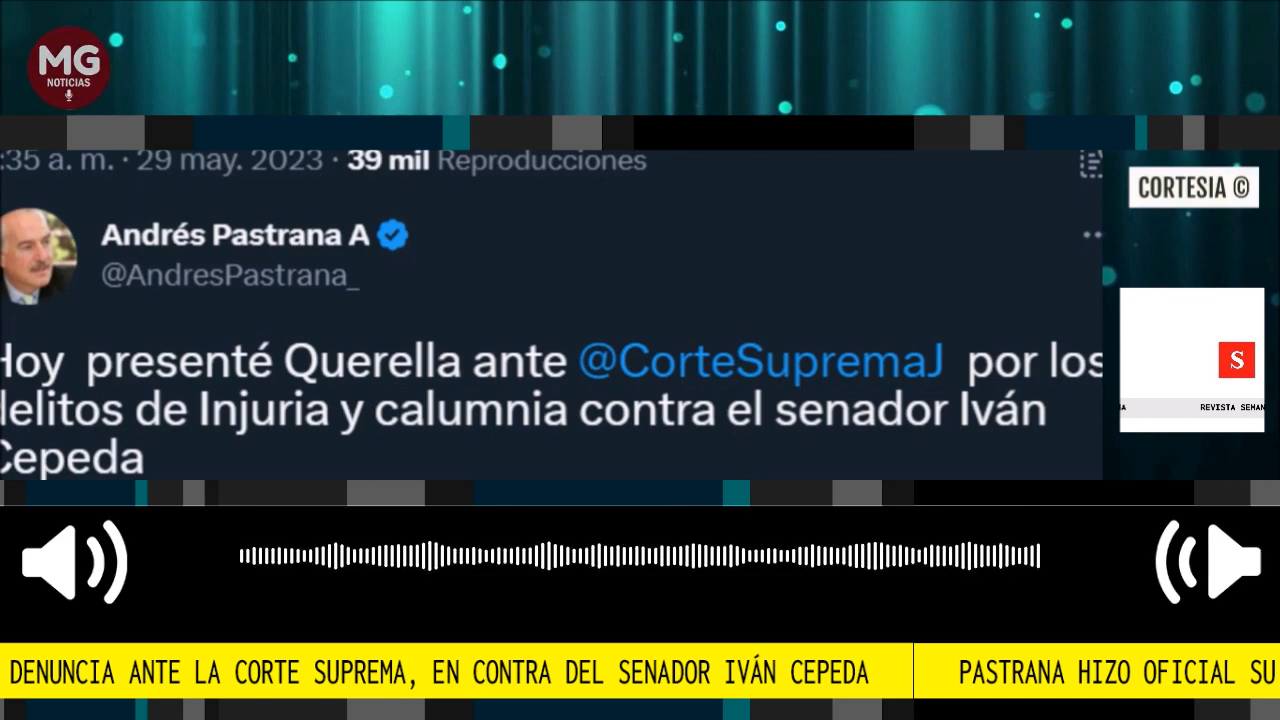 MG
NOTICIAS
:35 a. m. · 29 may. 2023 · 39 mil Reproducciones
CORTESIA ©
Andrés Pastrana A
@AndresPastrana_
Hoy presenté Querella ante @CorteSupremaJ por los
delitos de Injuria y calumnia contra el senador Iván
Cepeda
S
REVISTA SEMAN
DENUNCIA ANTE LA CORTE SUPREMA, EN CONTRA DEL SENADOR IVÁN CEPEDA
PASTRANA HIZO OFICIAL SU